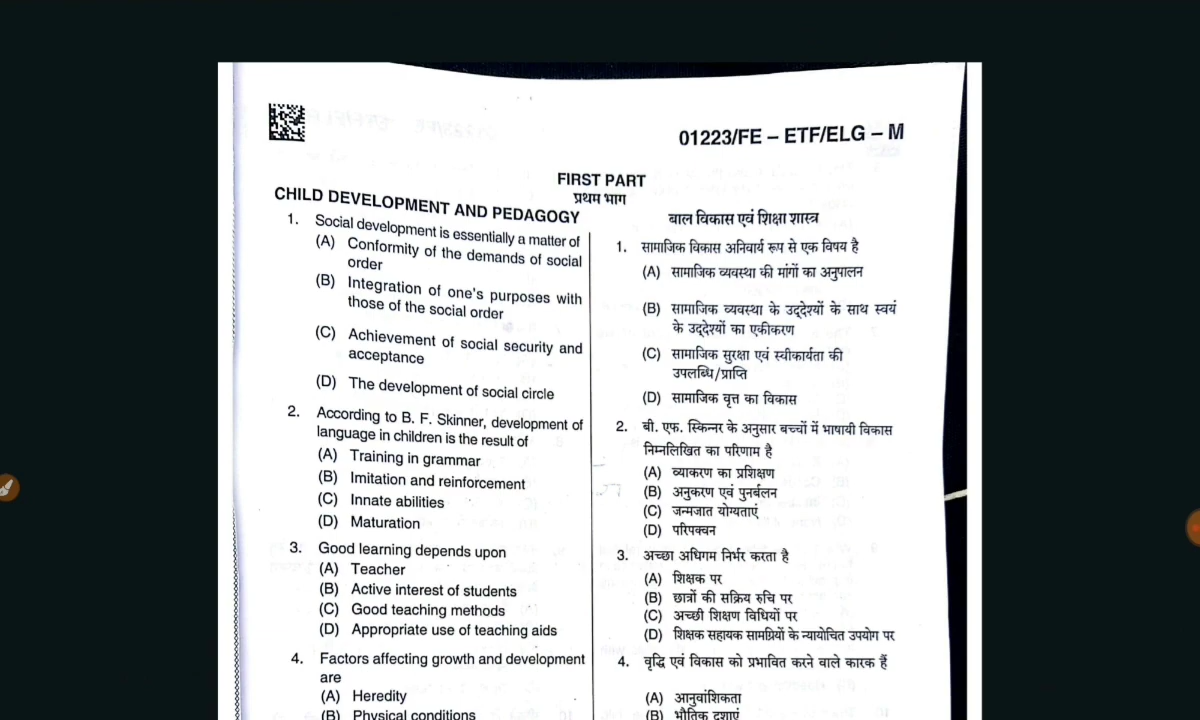 01223/FE – ETF/ELG – M
FIRST PART
प्रथम भाग
CHILD DEVELOPMENT AND PEDAGOGY
1. Social development is essentially a matter of
(A) Conformity of the demands of social
order
(B) Integration of one's purposes with
those of the social order
(C) Achievement of social security and
acceptance
(D) The development of social circle
2. According to B. F. Skinner, development of
language in children is the result of
(A) Training in grammar
(B) Imitation and reinforcement
(C) Innate abilities
(D) Maturation
3. Good learning depends upon
(A) Teacher
(B) Active interest of students
(C) Good teaching methods
(D) Appropriate use of teaching aids
4. Factors affecting growth and development
are
(A) Heredity
(B) Physical conditions
बाल विकास एवं शिक्षा शास्त्र
1. सामाजिक विकास अनिवार्य रूप से एक विषय है
(A) सामाजिक व्यवस्था की मांगों का अनुपालन
(B) सामाजिक व्यवस्था के उद्देश्यों के साथ स्वयं
के उद्देश्यों का एकीकरण
(C) सामाजिक सुरक्षा एवं स्वीकार्यता की
उपलब्धि/प्राप्ति
(D) सामाजिक वृत्त का विकास
2. बी. एफ. स्किन्नर के अनुसार बच्चों में भाषायी विकास
निम्नलिखित का परिणाम है
(A) व्याकरण का प्रशिक्षण
(B) अनुकरण एवं पुनर्बलन
(C) जन्मजात योग्यताएं
(D) परिपक्वन
3. अच्छा अधिगम निर्भर करता है
(A) शिक्षक पर
(B) छात्रों की सक्रिय रुचि पर
(C) अच्छी शिक्षण विधियों पर
(D) शिक्षक सहायक सामग्रियों के न्यायोचित उपयोग पर
4. वृद्धि एवं विकास को प्रभावित करने वाले कारक हैं
(A) आनुवांशिकता
(B) भौतिक दशाएं